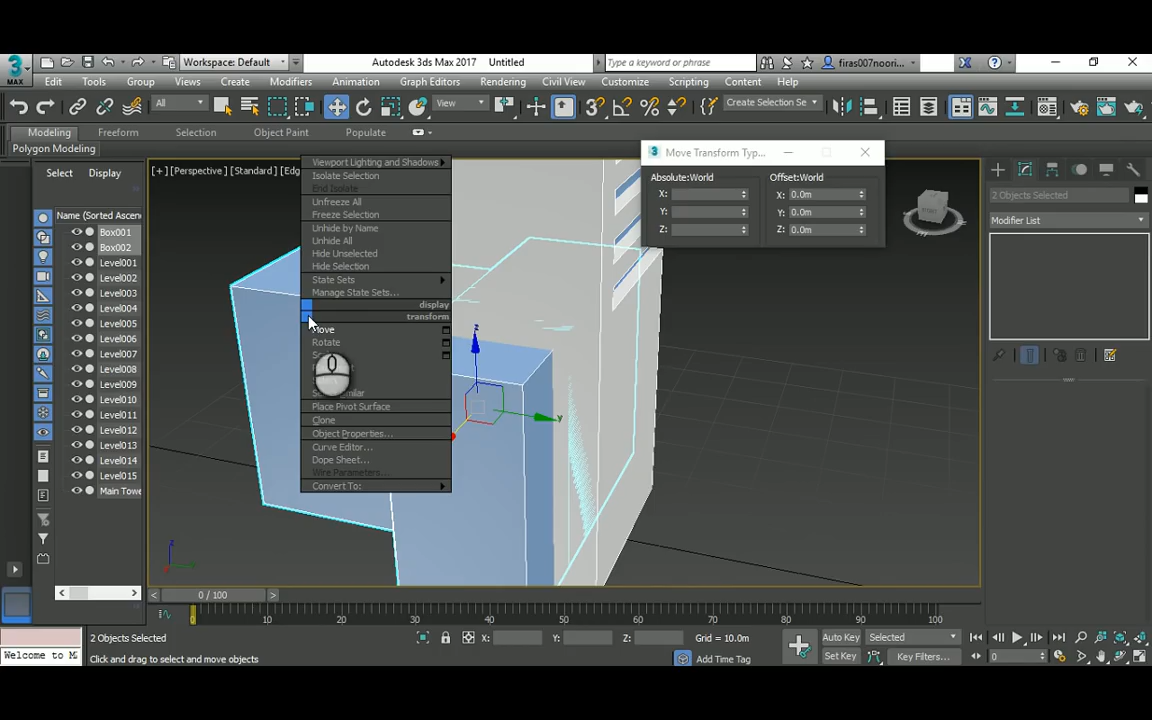 3
MAX
Workspace: Default
Autodesk 3ds Max 2017 Untitled
Type a keyword or phrase
firas007noori...
Edit Tools Group Views Create Modifiers Animation Graph Editors Rendering Civil View Customize Scripting Content Help
All
View
Create Selection Se
Modeling Freeform Selection Object Paint Populate
Polygon Modeling
Select Display
[+] [Perspective] [Standard] [Edg
Name (Sorted Ascen
Box001
Box002
Level001
Level002
Level003
Level004
Level005
Level006
Level007
Level008
Level009
Level010
Level011
Level012
Level013
Level014
Level015
Main Towe
Viewport Lighting and Shadows
Isolate Selection
End Isolate
Unfreeze All
Freeze Selection
Unhide by Name
Unhide All
Hide Unselected
Hide Selection
State Sets
Manage State Sets...
display
transform
Move
Rotate
Place Pivot Surface
Clone
Object Properties...
Curve Editor...
Dope Sheet...
Wire Parameters...
Convert To:
z
y
z
3 Move Transform Typ...
Absolute:World Offset:World
X: X: 0.0m
Y: Y: 0.0m
Z: Z: 0.0m
2 Objects Selected
Modifier List
0 / 100
0 10 20 30 40 50 60 70 80 90 100
2 Objects Selected
X: Y: Z: Grid = 10.0m
Auto Key Selected
Welcome to M
Click and drag to select and move objects
Add Time Tag
Set Key Key Filters...
0